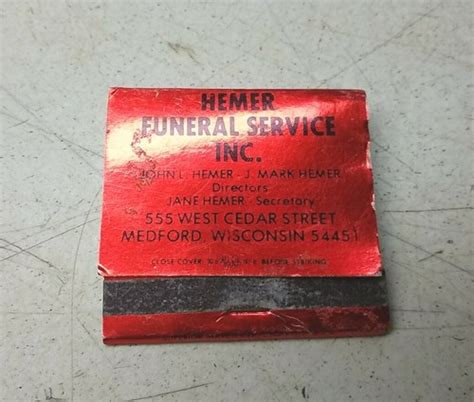 HEMER
FUNERAL SERVICE
INC.
JOHN L. HEMER - J. MARK HEMER
Directors
JANE HEMER - Secretary
555 WEST CEDAR STREET
MEDFORD, WISCONSIN 54451
CLOSE COVER BEFORE STRIKING